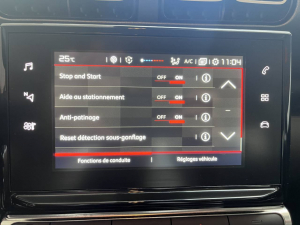 25°C A/C 11:04
Stop and Start OFF ON
Aide au stationnement OFF ON
Anti-patinage OFF ON
Reset détection sous-gonflage
Fonctions de conduite Réglages véhicule